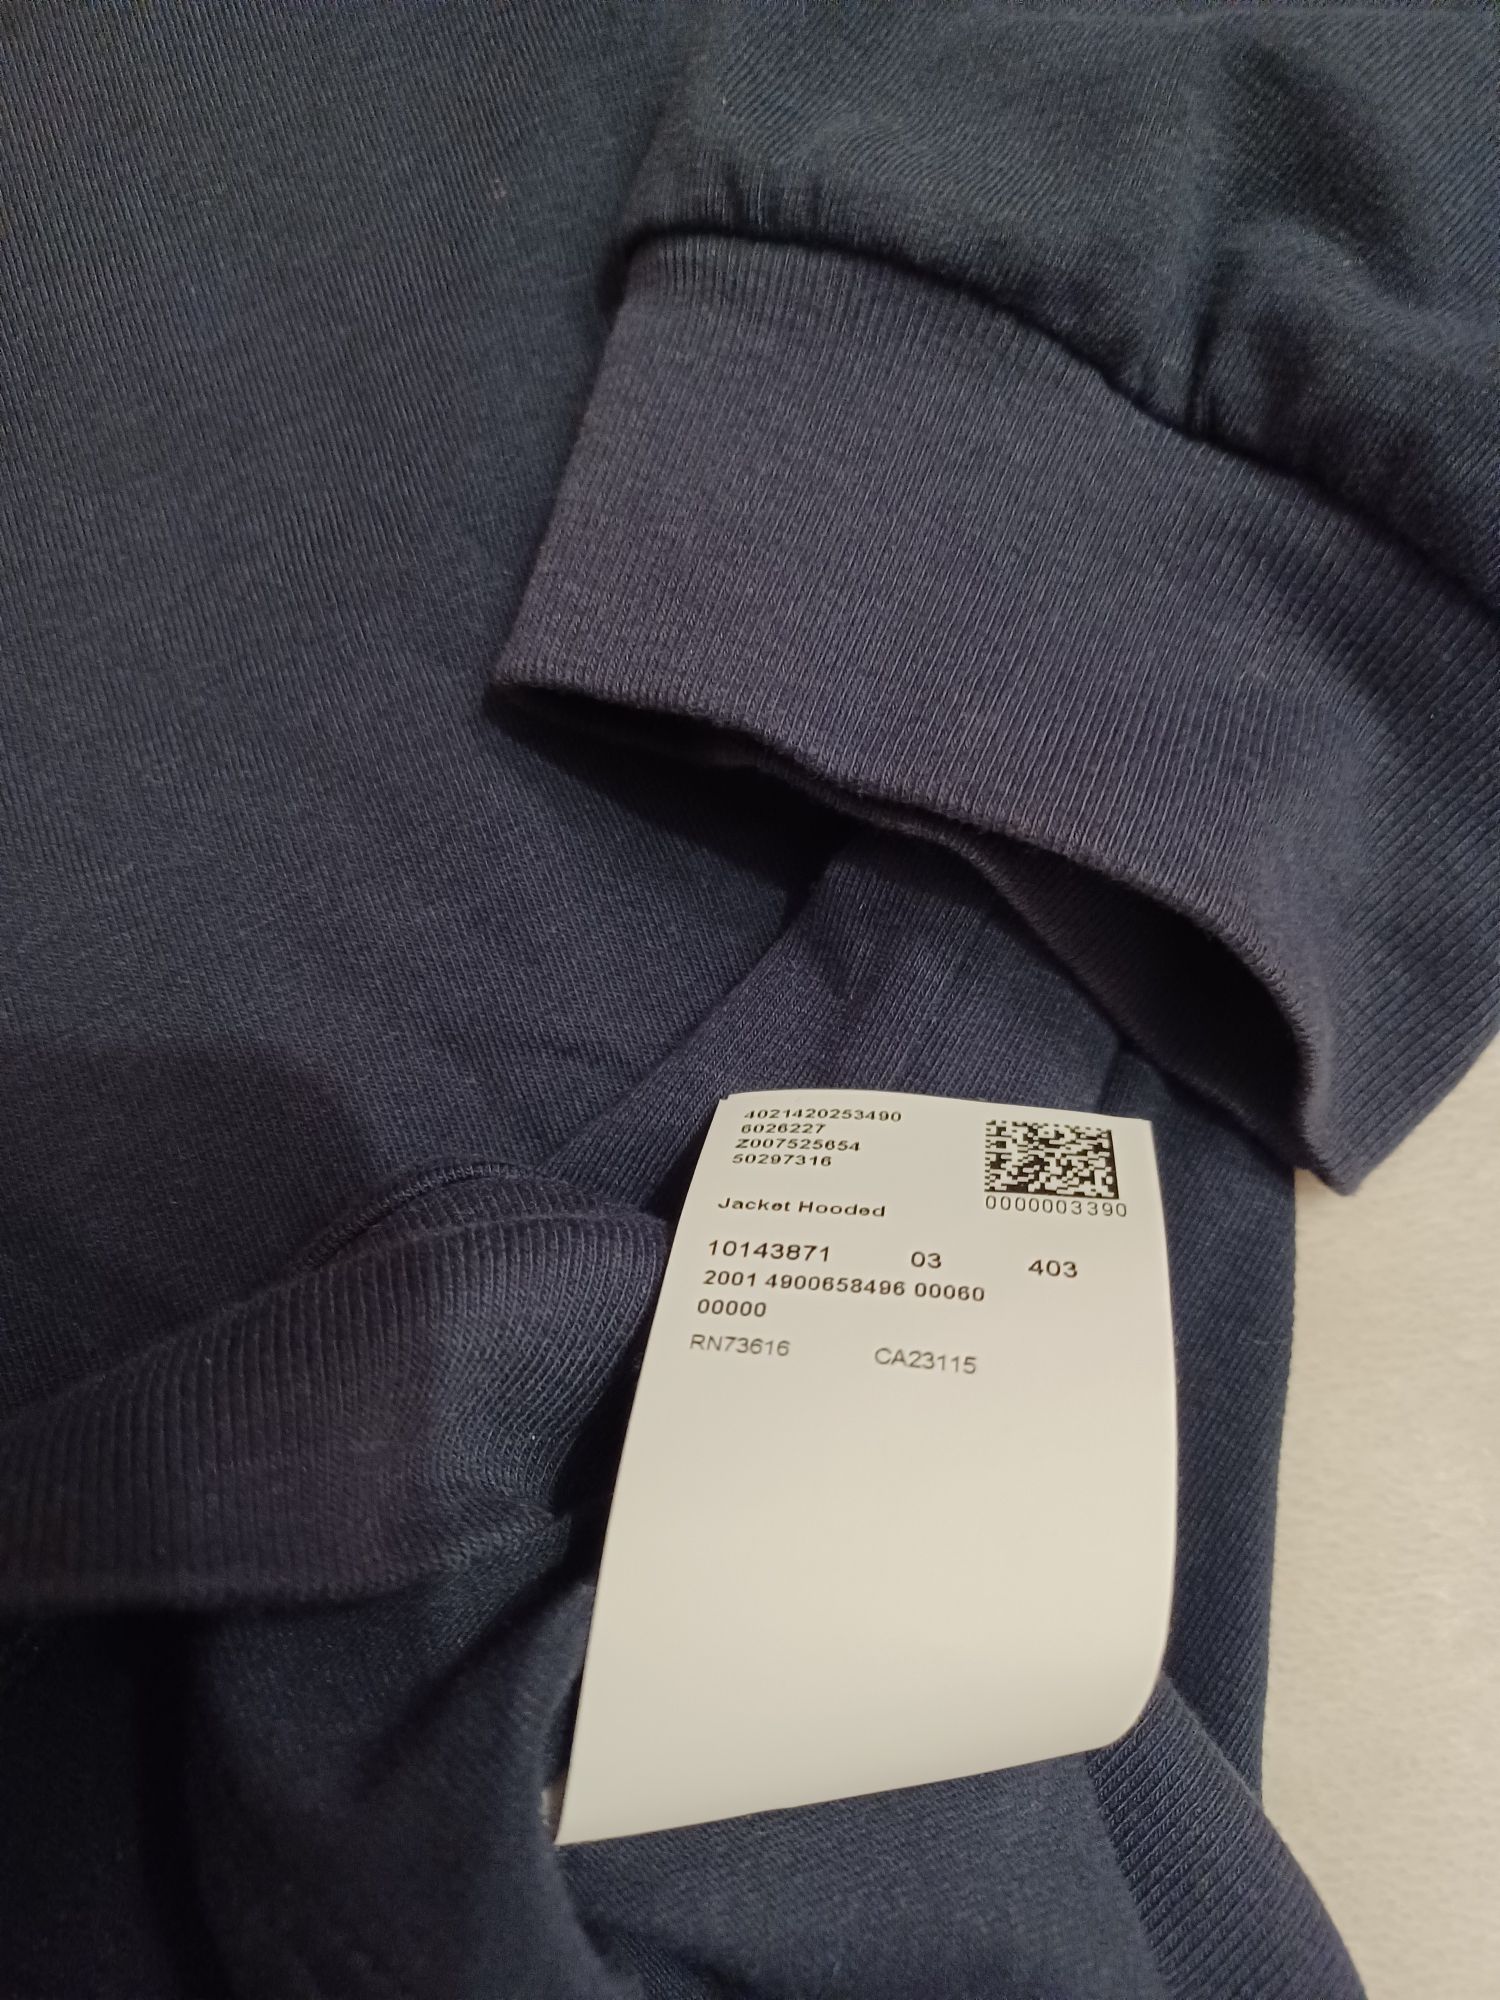 4021420253490
6026227
Z007525654
50297316
0000003390
Jacket Hooded
10143871 03 403
2001 4900658496 00060
00000
RN73616 CA23115